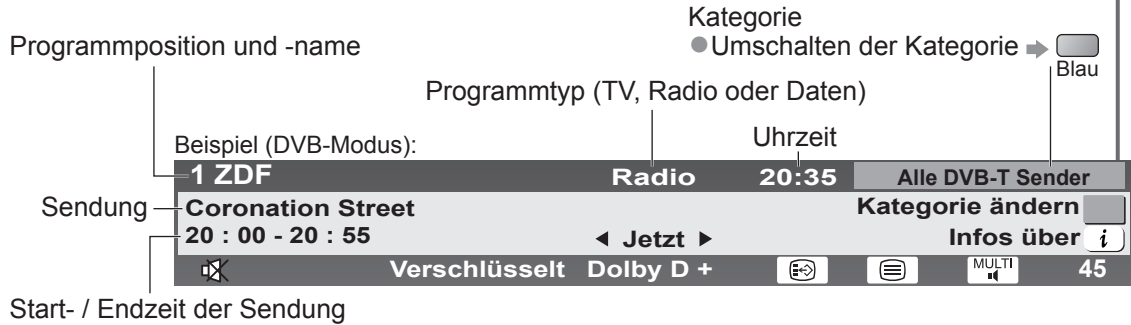 Kategorie
Programmposition und -name
●Umschalten der Kategorie
Blau
Programmtyp (TV, Radio oder Daten)
Beispiel (DVB-Modus):
Uhrzeit
1 ZDF Radio 20:35 Alle DVB-T Sender
Sendung
Coronation Street Kategorie ändern
20 : 00 - 20 : 55 ◀ Jetzt ▶ Infos über i
Verschlüsselt Dolby D + MULTI 45
Start- / Endzeit der Sendung